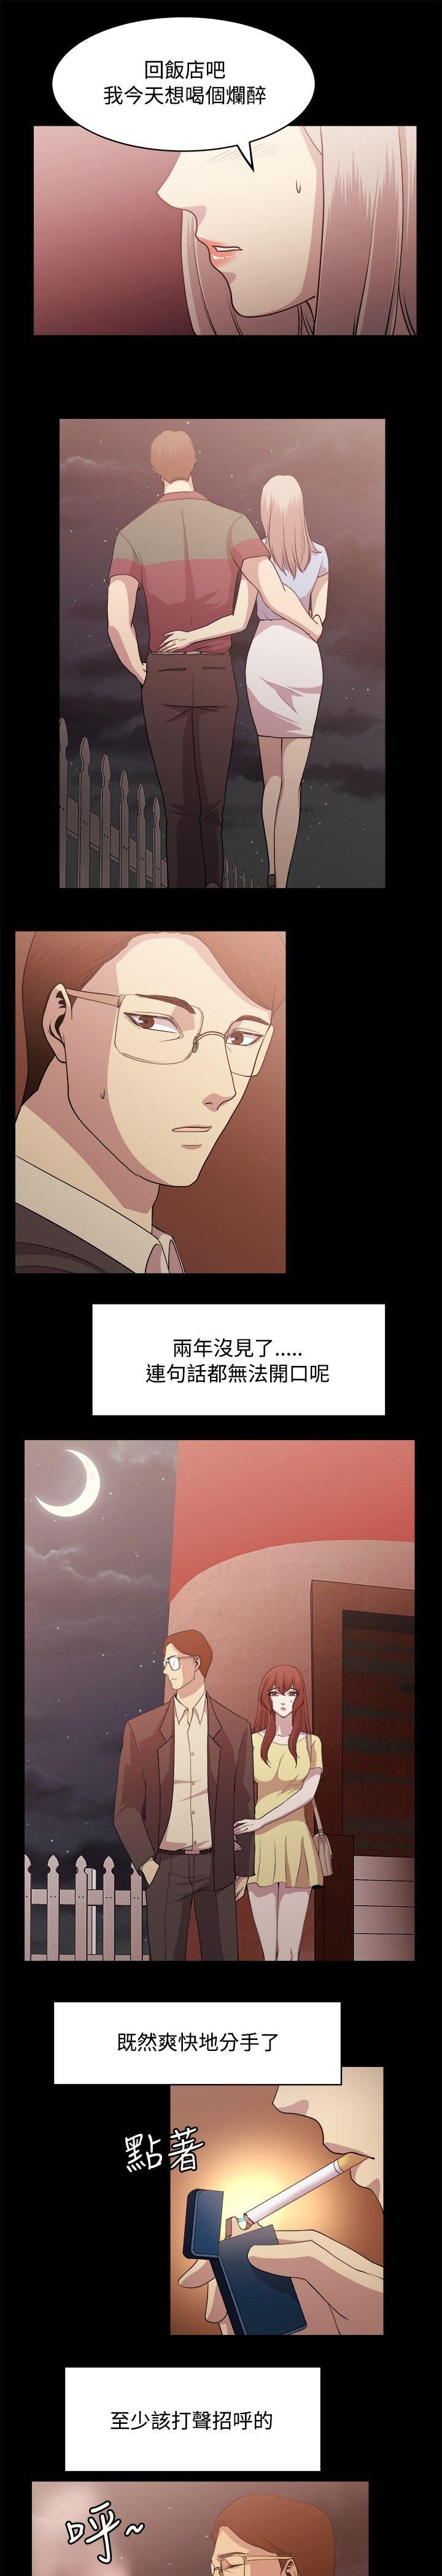 回飯店吧
我今天想喝個爛醉
兩年沒見了.....
連句話都無法開口呢
既然爽快地分手了
點著
至少該打聲招呼的
呼~